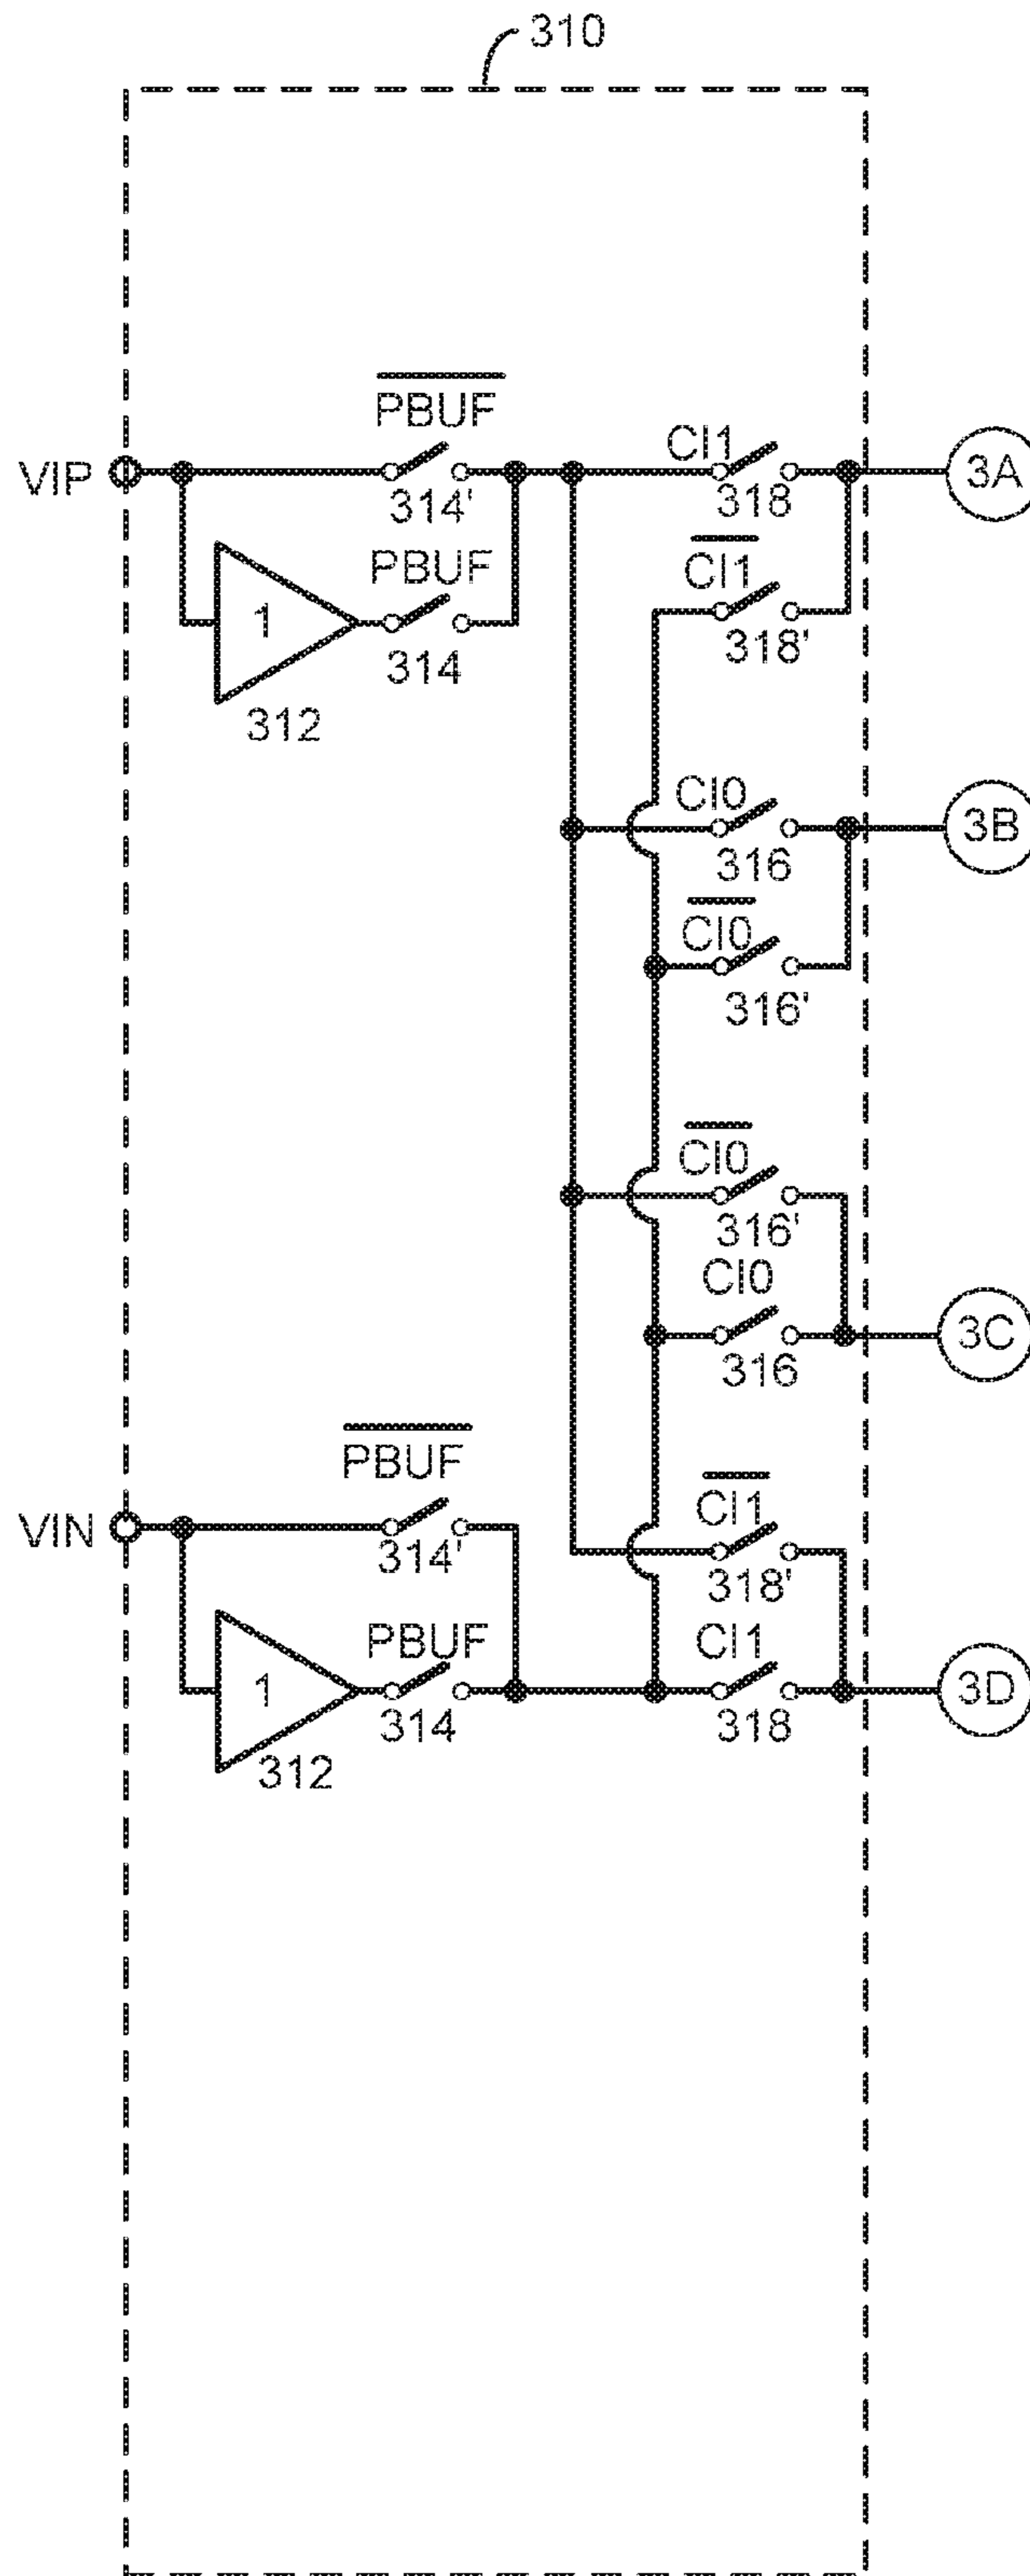 310
PBUF
VIP
314'
CI1
318
3A
PBUF
CI1
1
314
318'
312
CI0
316
3B
CI0
316'
CI0
316'
CI0
316
3C
PBUF
VIN
314'
CI1
318'
PBUF
CI1
1
314
318
3D
312